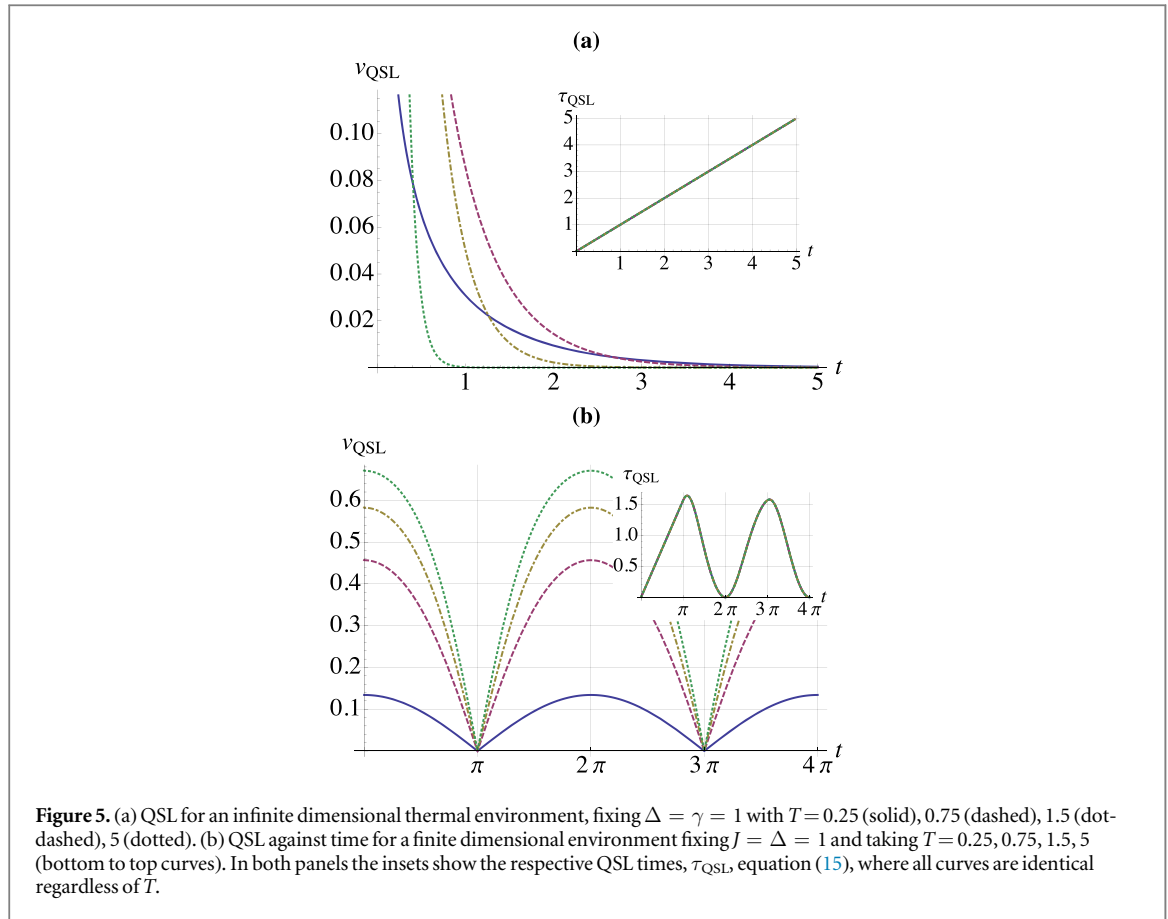 (a)
vQSL
0.10
0.08
0.06
0.04
0.02
1 2 3 4 5 t
τQSL
5
4
3
2
1
1 2 3 4 5 t
(b)
vQSL
0.6
0.5
0.4
0.3
0.2
0.1
π 2π 3π 4π t
τQSL
1.5
1.0
0.5
π 2π 3π 4π t
Figure 5. (a) QSL for an infinite dimensional thermal environment, fixing Δ = γ = 1 with T = 0.25 (solid), 0.75 (dashed), 1.5 (dot-
dashed), 5 (dotted). (b) QSL against time for a finite dimensional environment fixing J = Δ = 1 and taking T = 0.25, 0.75, 1.5, 5
(bottom to top curves). In both panels the insets show the respective QSL times, τQSL, equation (15), where all curves are identical
regardless of T.